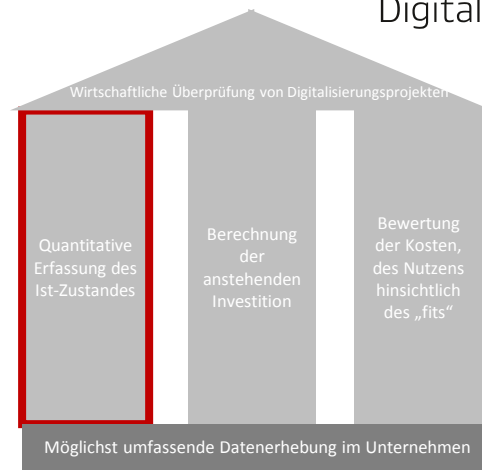 Digital
Wirtschaftliche Überprüfung von Digitalisierungsprojekten
Quantitative
Erfassung des
Ist-Zustandes
Berechnung
der
anstehenden
Investition
Bewertung
der Kosten,
des Nutzens
hinsichtlich
des „fits“
Möglichst umfassende Datenerhebung im Unternehmen